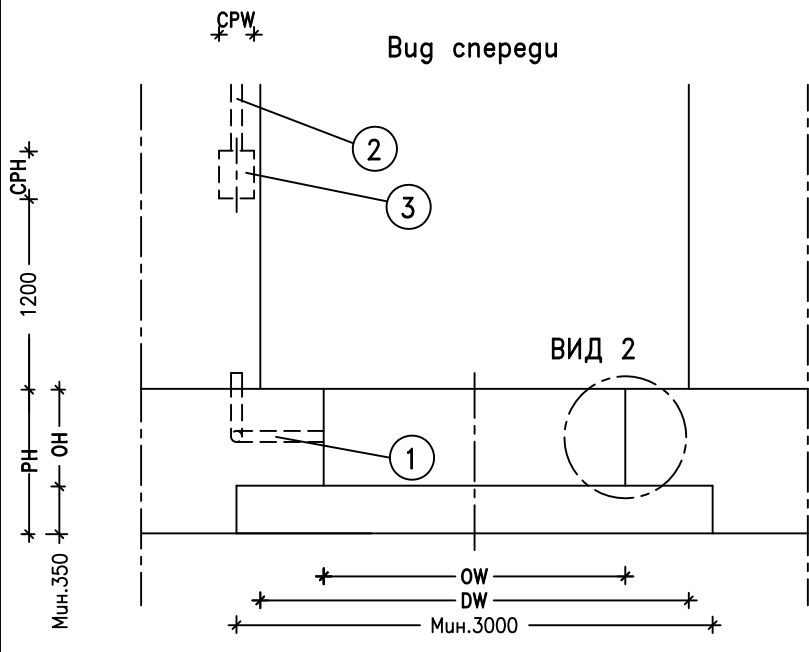 CPW
Вид спереди
2
CPH
3
1200
ВИД 2
PH
OH
1
Мин.350
OW
DW
Мин.3000